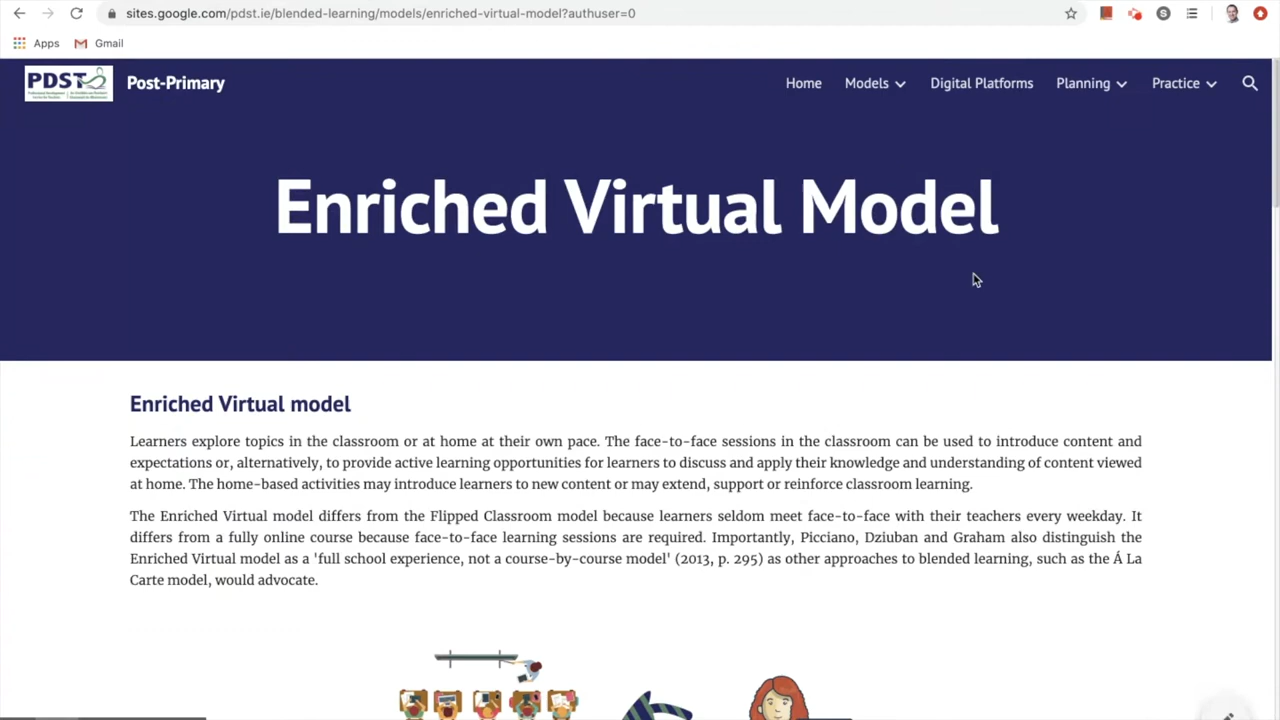 sites.google.com/pdst.ie/blended-learning/models/enriched-virtual-model?authuser=0
Apps Gmail
PDST Post-Primary Home Models Digital Platforms Planning Practice
Enriched Virtual Model
Enriched Virtual model
Learners explore topics in the classroom or at home at their own pace. The face-to-face sessions in the classroom can be used to introduce content and
expectations or, alternatively, to provide active learning opportunities for learners to discuss and apply their knowledge and understanding of content viewed
at home. The home-based activities may introduce learners to new content or may extend, support or reinforce classroom learning.
The Enriched Virtual model differs from the Flipped Classroom model because learners seldom meet face-to-face with their teachers every weekday. It
differs from a fully online course because face-to-face learning sessions are required. Importantly, Picciano, Dziuban and Graham also distinguish the
Enriched Virtual model as a 'full school experience, not a course-by-course model' (2013, p. 295) as other approaches to blended learning, such as the Á La
Carte model, would advocate.